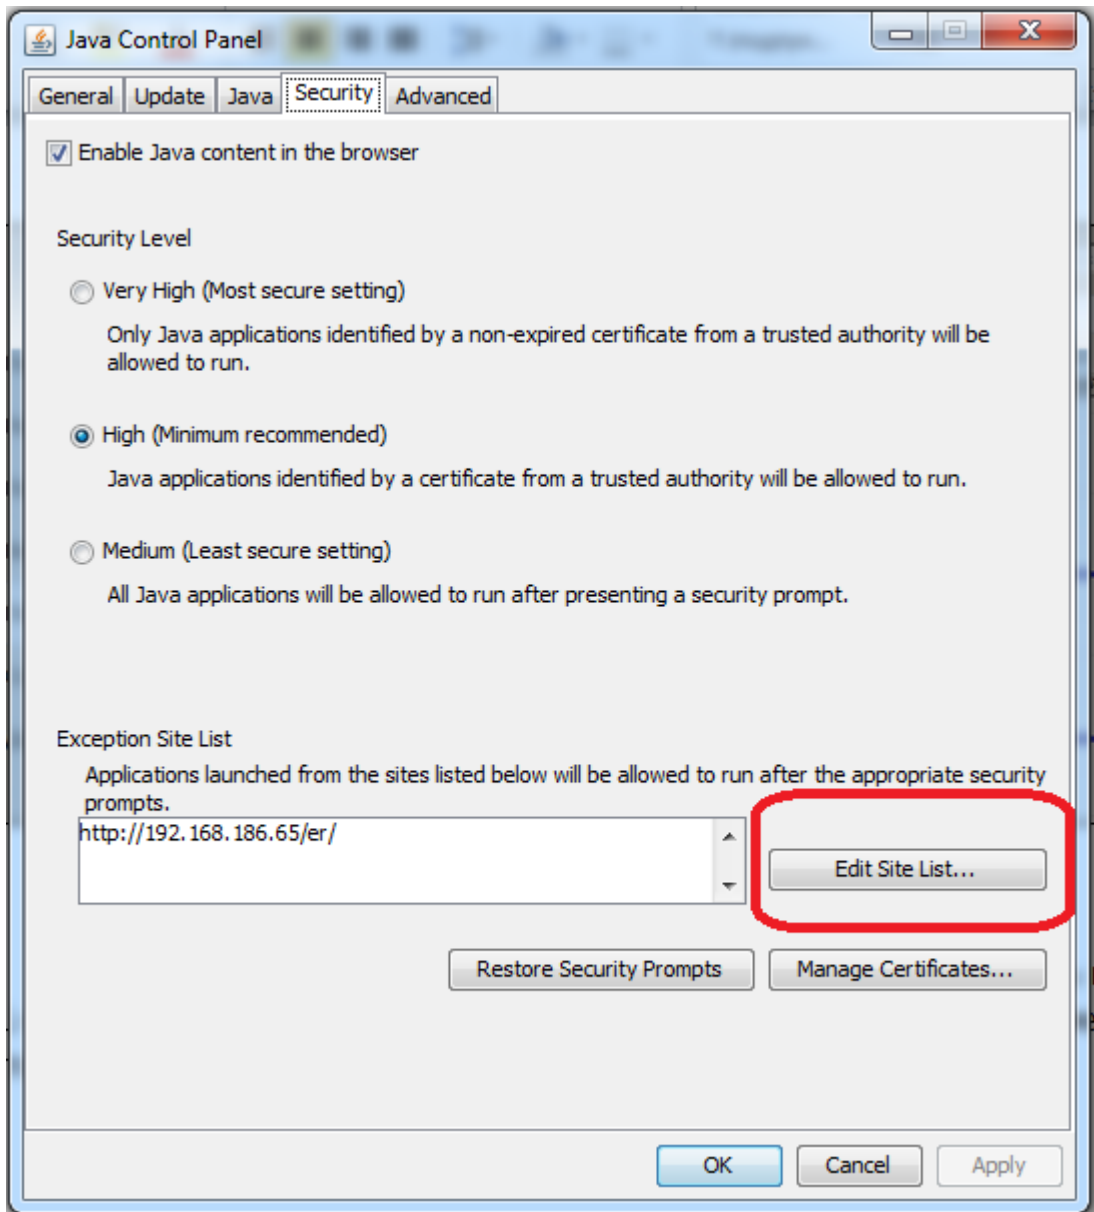 Java Control Panel
General Update Java Security Advanced
Enable Java content in the browser
Security Level
Very High (Most secure setting)
Only Java applications identified by a non-expired certificate from a trusted authority will be
allowed to run.
High (Minimum recommended)
Java applications identified by a certificate from a trusted authority will be allowed to run.
Medium (Least secure setting)
All Java applications will be allowed to run after presenting a security prompt.
Exception Site List
Applications launched from the sites listed below will be allowed to run after the appropriate security
prompts.
http://192.168.186.65/er/
Edit Site List...
Restore Security Prompts Manage Certificates...
OK Cancel Apply